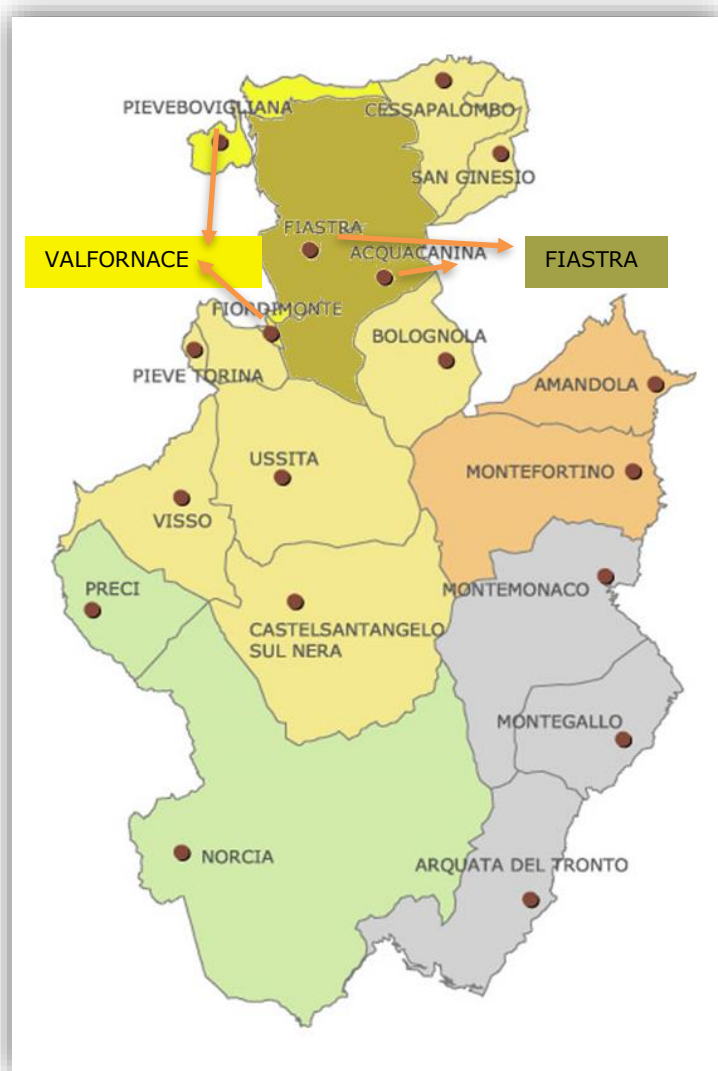 PIEVEBOVIGLIANA
CESSAPALOMBO
SAN GINESIO
FIASTRA
ACQUACANINA
VALFORNACE
FIASTRA
FIORDIMONTE
BOLOGNOLA
PIEVE TORINA
AMANDOLA
USSITA
MONTEFORTINO
VISSO
PRECI
MONTEMONACO
CASTELSANTANGELO
SUL NERA
MONTEGALLO
NORCIA
ARQUATA DEL TRONTO